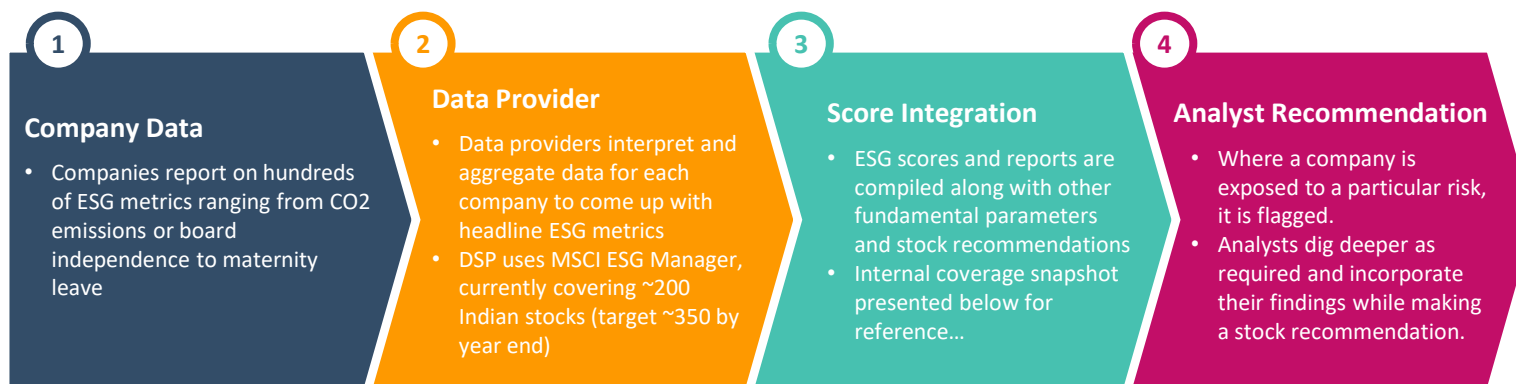 1
Company Data
• Companies report on hundreds
of ESG metrics ranging from CO2
emissions or board
independence to maternity
leave
2
Data Provider
• Data providers interpret and
aggregate data for each
company to come up with
headline ESG metrics
• DSP uses MSCI ESG Manager,
currently covering ~200
Indian stocks (target ~350 by
year end)
3
Score Integration
• ESG scores and reports are
compiled along with other
fundamental parameters
and stock recommendations
• Internal coverage snapshot
presented below for
reference…
4
Analyst Recommendation
• Where a company is
exposed to a particular risk,
it is flagged.
• Analysts dig deeper as
required and incorporate
their findings while making
a stock recommendation.